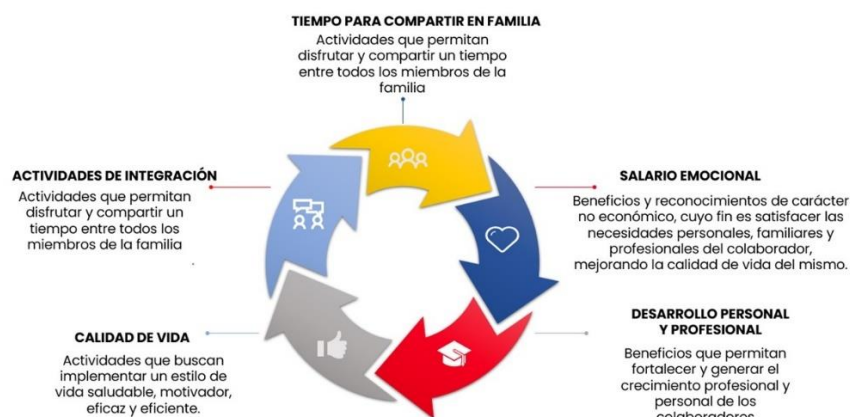 TIEMPO PARA COMPARTIR EN FAMILIA
Actividades que permitan
disfrutar y compartir un tiempo
entre todos los miembros de la
familia
ACTIVIDADES DE INTEGRACIÓN
Actividades que permitan
disfrutar y compartir un
tiempo entre todos los
miembros de la familia
SALARIO EMOCIONAL
Beneficios y reconocimientos de carácter
no económico, cuyo fin es satisfacer las
necesidades personales, familiares y
profesionales del colaborador,
mejorando la calidad de vida del mismo.
CALIDAD DE VIDA
Actividades que buscan
implementar un estilo de
vida saludable, motivador,
eficaz y eficiente.
DESARROLLO PERSONAL
Y PROFESIONAL
Beneficios que permitan
fortalecer y generar el
crecimiento profesional y
personal de los
colaboradores